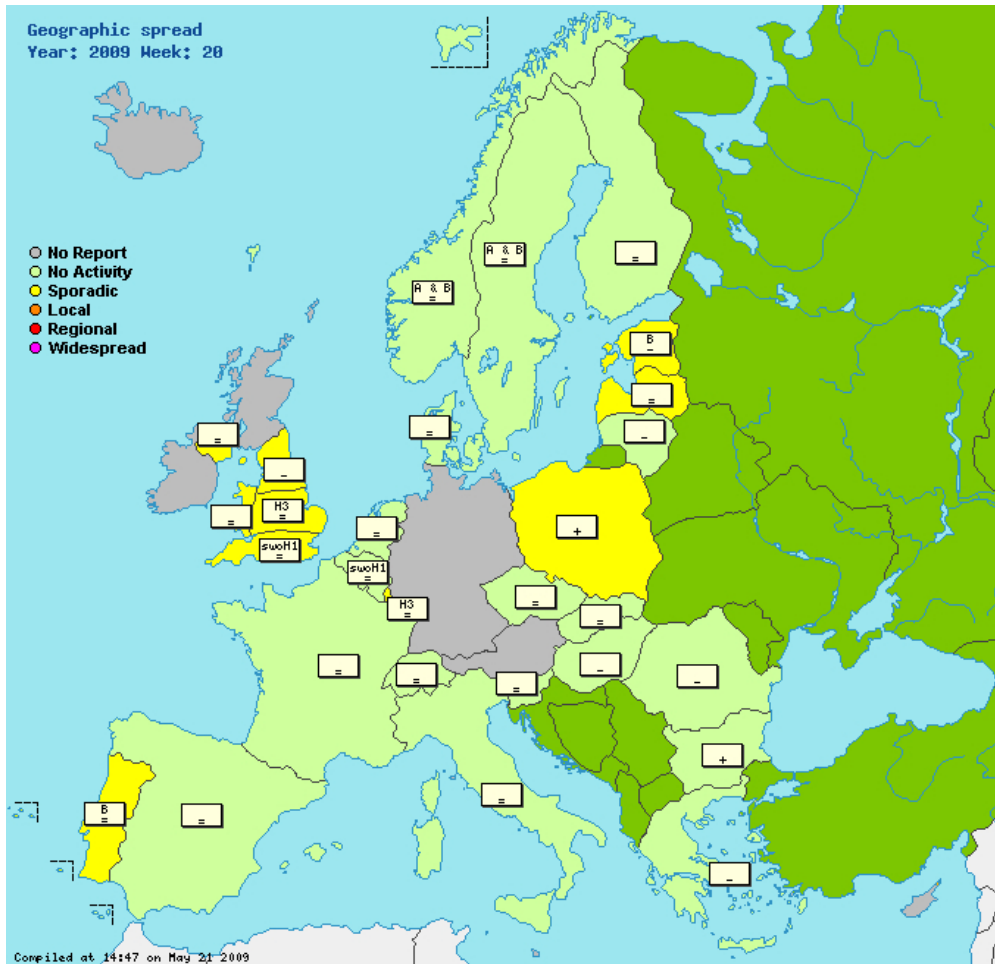 Geographic spread
Year: 2009 Week: 20
No Report
No Activity
Sporadic
Local
Regional
Widespread
A & B
=
A & B
=
=
B
-
=
-
=
=
-
H3
=
=
swoH1
=
=
swoH1
=
H3
=
+
=
=
-
=
=
=
-
+
=
B
=
=
-
Compiled at 14:47 on May 21 2009